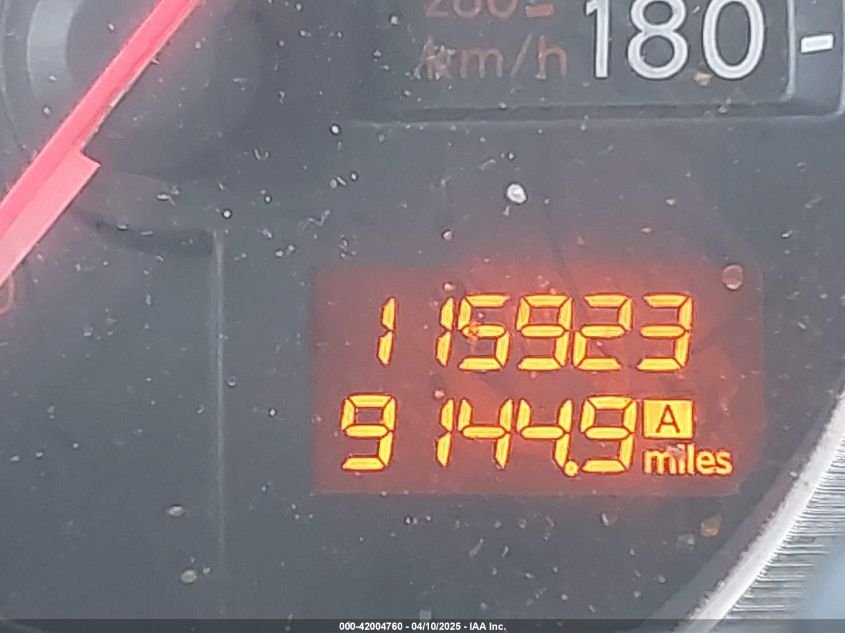 km/h
180
115923
9144.9 A
miles
000-42004760 - 04/10/2025 - IAA Inc.